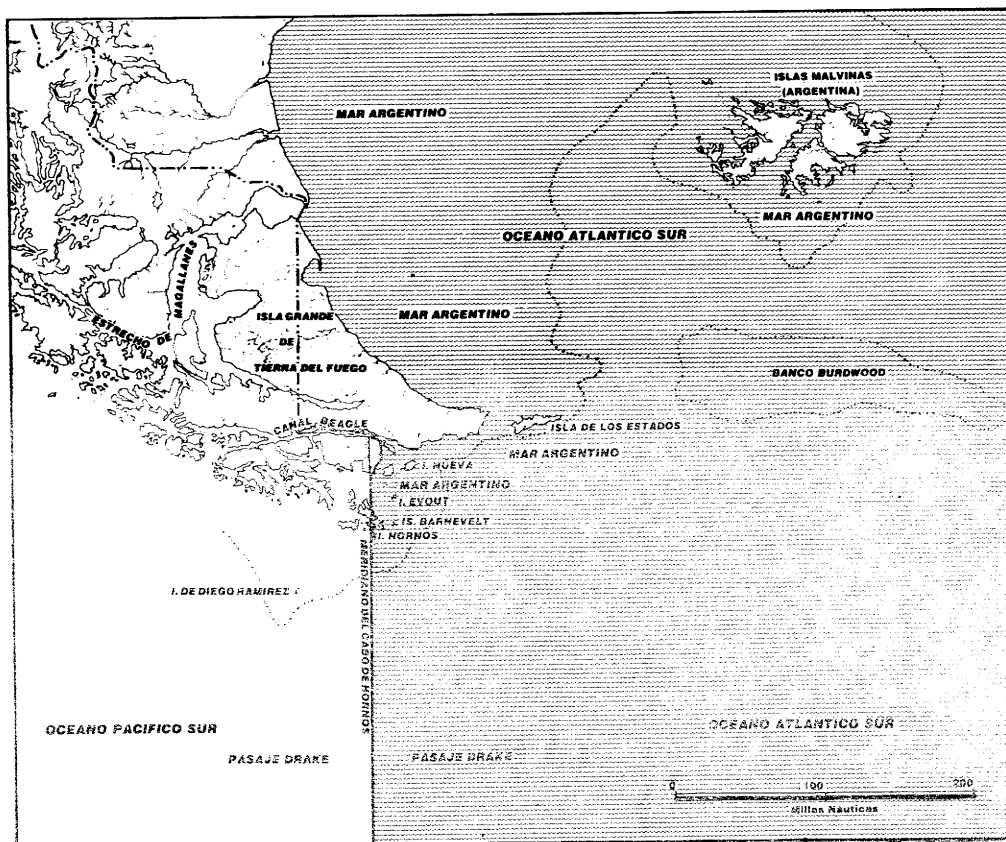 ISLAS MALVINAS
(ARGENTINA)
MAR ARGENTINO
MAR ARGENTINO
OCEANO ATLANTICO SUR
ESTRECHO DE MAGALLANES
ISLA GRANDE
DE
TIERRA DEL FUEGO
MAR ARGENTINO
BANCO BURDWOOD
CANAL BEAGLE
ISLA DE LOS ESTADOS
MAR ARGENTINO
I. NUEVA
MAR ARGENTINO
I. EVOUT
IS. BARNEVELT
I. HORNOS
MERIDIANO DEL CABO DE HORNOS
I. DE DIEGO RAMIREZ
OCEANO PACIFICO SUR
OCEANO ATLANTICO SUR
PASAJE DRAKE
PASAJE DRAKE
0 100 200
Millas Nauticas